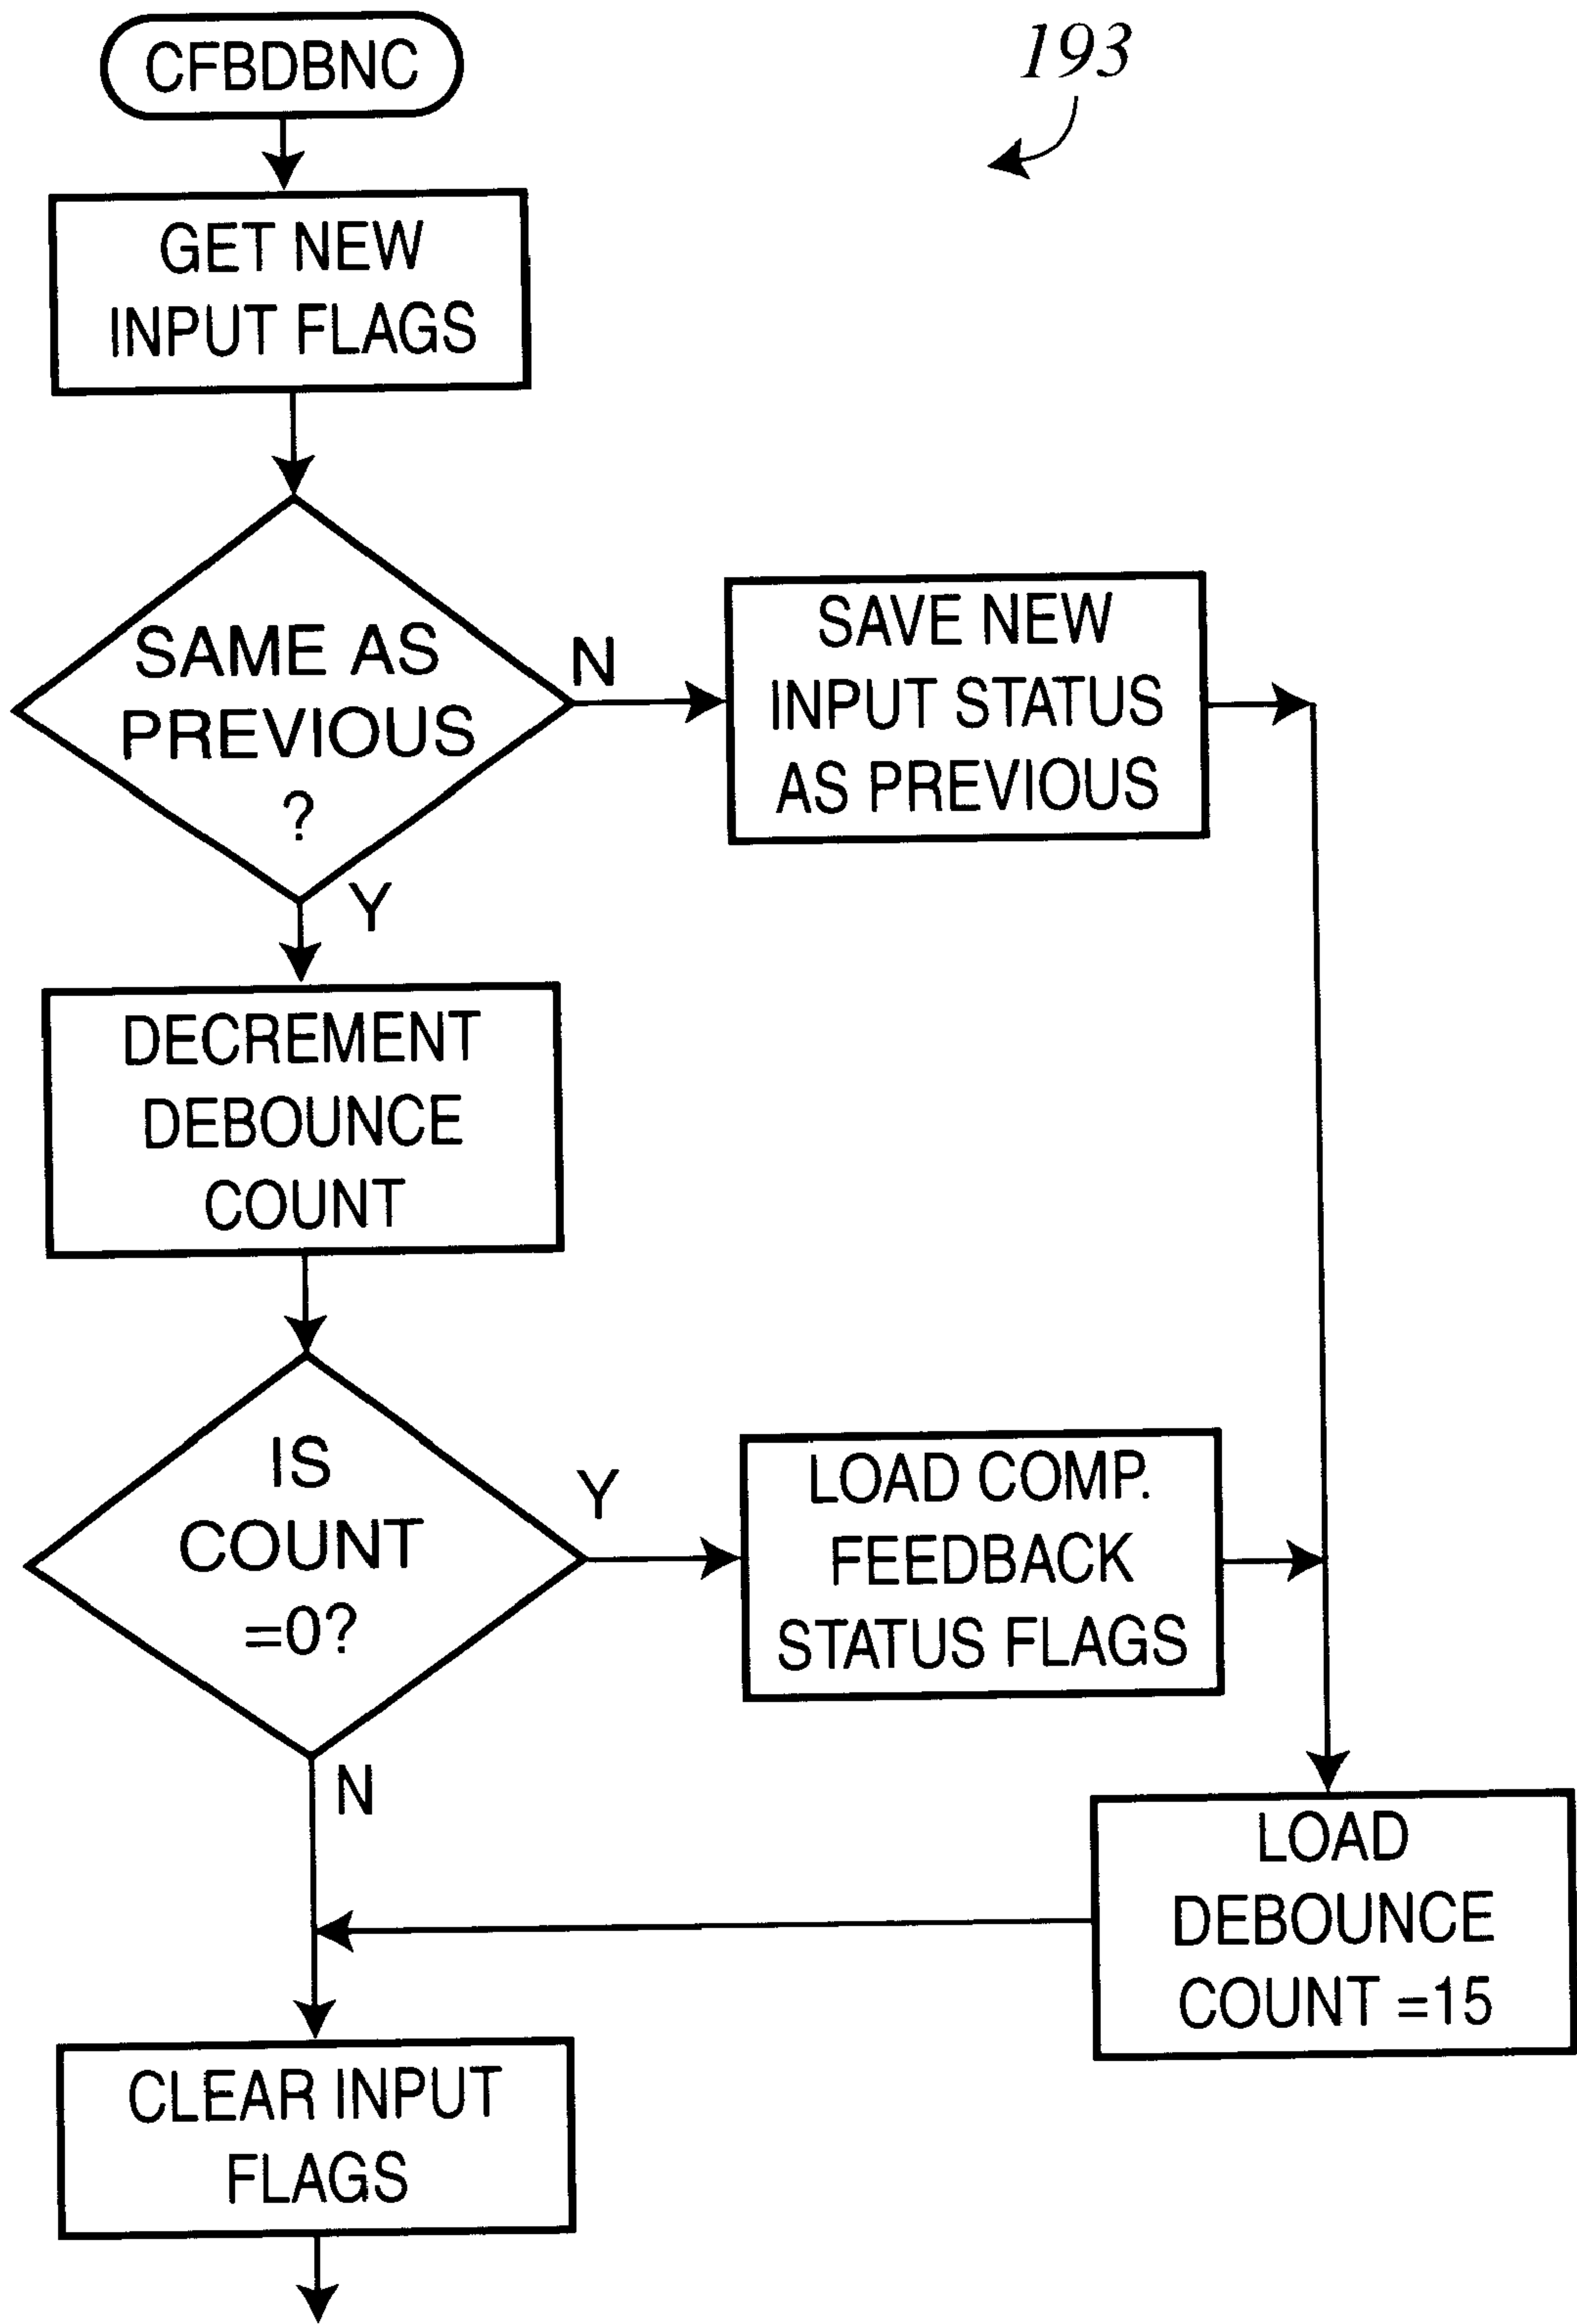 CFBDBNC
193
GET NEW
INPUT FLAGS
SAME AS
PREVIOUS
?
N
SAVE NEW
INPUT STATUS
AS PREVIOUS
Y
DECREMENT
DEBOUNCE
COUNT
IS
COUNT
=0?
Y
LOAD COMP.
FEEDBACK
STATUS FLAGS
N
LOAD
DEBOUNCE
COUNT =15
CLEAR INPUT
FLAGS